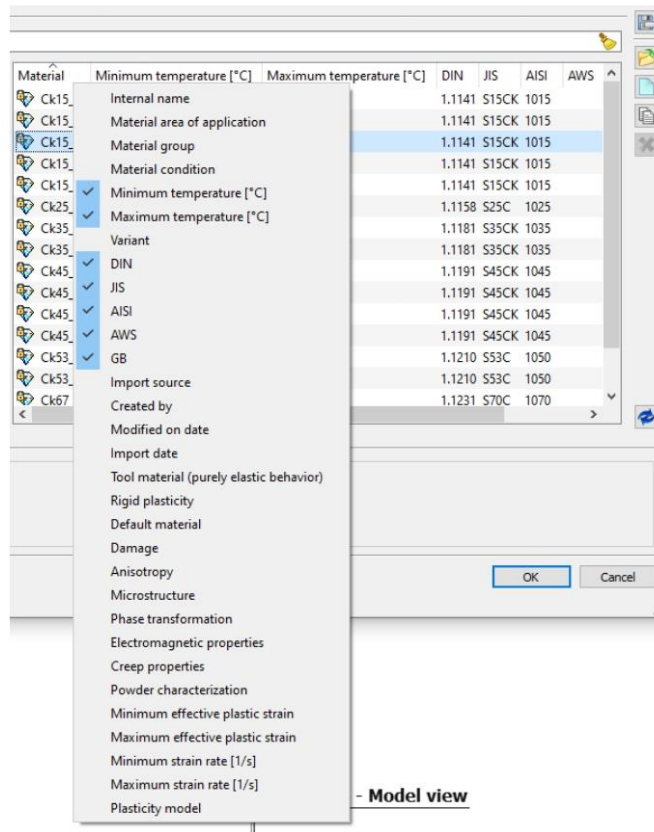 Material Minimum temperature [°C] Maximum temperature [°C] DIN JIS AISI AWS
Ck15_ 1.1141 S15CK 1015
Ck15_ 1.1141 S15CK 1015
Ck15_ 1.1141 S15CK 1015
Ck15_ 1.1141 S15CK 1015
Ck15_ 1.1141 S15CK 1015
Ck25_ 1.1158 S25C 1025
Ck35_ 1.1181 S35CK 1035
Ck35_ 1.1181 S35CK 1035
Ck45_ 1.1191 S45CK 1045
Ck45_ 1.1191 S45CK 1045
Ck45_ 1.1191 S45CK 1045
Ck45_ 1.1191 S45CK 1045
Ck53_ 1.1210 S53C 1050
Ck53_ 1.1210 S53C 1050
Ck67 1.1231 S70C 1070
Internal name
Material area of application
Material group
Material condition
Minimum temperature [°C]
Maximum temperature [°C]
Variant
DIN
JIS
AISI
AWS
GB
Import source
Created by
Modified on date
Import date
Tool material (purely elastic behavior)
Rigid plasticity
Default material
Damage
Anisotropy
Microstructure
Phase transformation
Electromagnetic properties
Creep properties
Powder characterization
Minimum effective plastic strain
Maximum effective plastic strain
Minimum strain rate [1/s]
Maximum strain rate [1/s]
Plasticity model
OK Cancel
- Model view